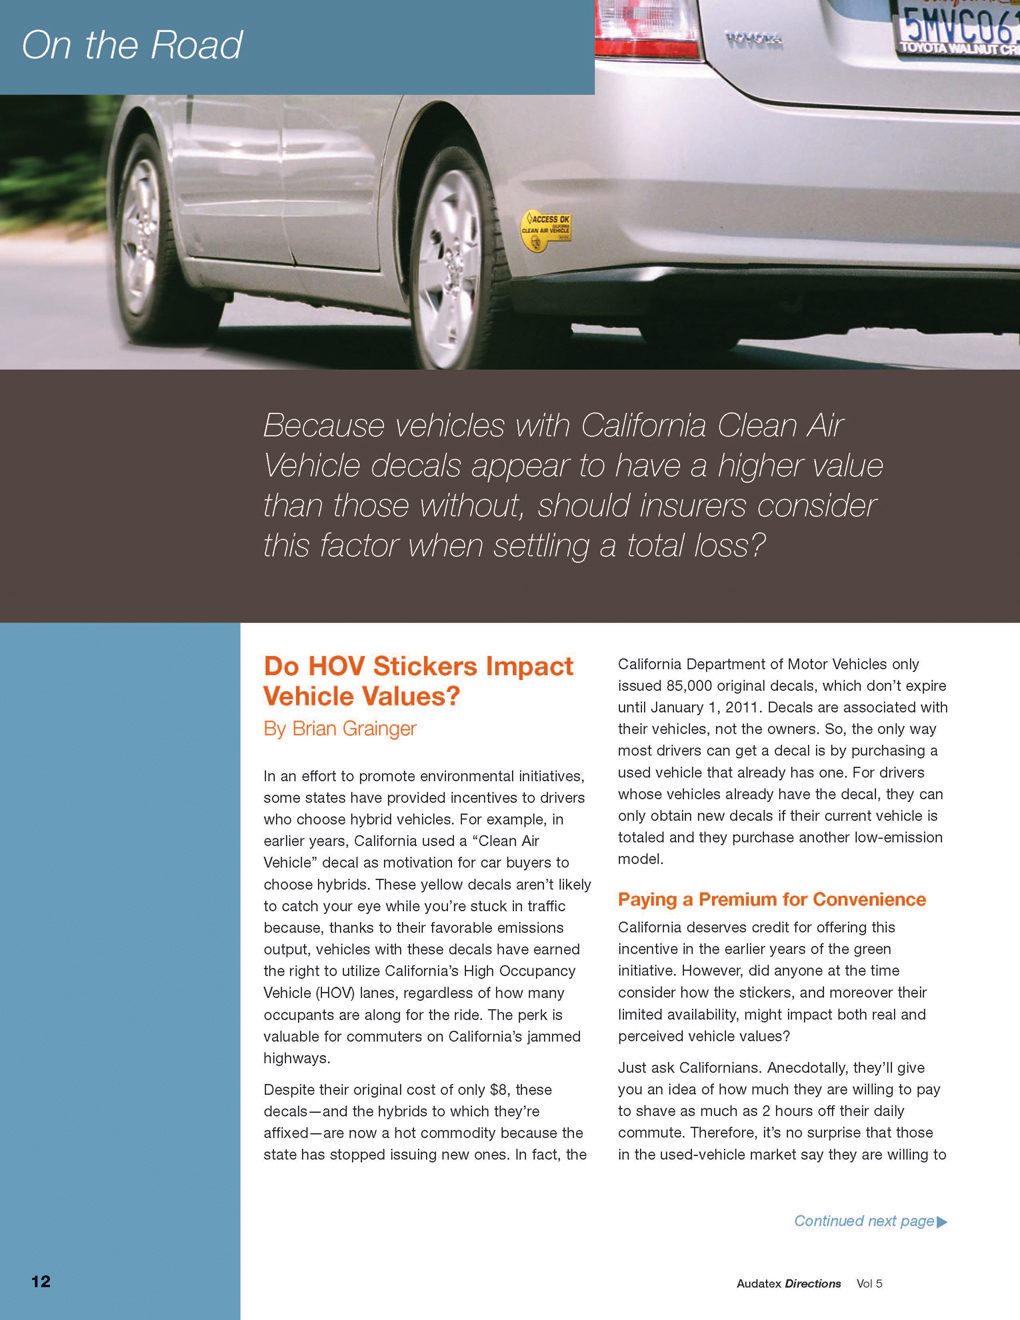 On the Road
TOYOTA
5MVC06
TOYOTA WALNUT CR
ACCESS OK
CALIFORNIA
CLEAN AIR VEHICLE
Because vehicles with California Clean Air
Vehicle decals appear to have a higher value
than those without, should insurers consider
this factor when settling a total loss?
Do HOV Stickers Impact
Vehicle Values?
By Brian Grainger
In an effort to promote environmental initiatives,
some states have provided incentives to drivers
who choose hybrid vehicles. For example, in
earlier years, California used a “Clean Air
Vehicle” decal as motivation for car buyers to
choose hybrids. These yellow decals aren’t likely
to catch your eye while you’re stuck in traffic
because, thanks to their favorable emissions
output, vehicles with these decals have earned
the right to utilize California’s High Occupancy
Vehicle (HOV) lanes, regardless of how many
occupants are along for the ride. The perk is
valuable for commuters on California’s jammed
highways.
Despite their original cost of only $8, these
decals—and the hybrids to which they’re
affixed—are now a hot commodity because the
state has stopped issuing new ones. In fact, the
California Department of Motor Vehicles only
issued 85,000 original decals, which don’t expire
until January 1, 2011. Decals are associated with
their vehicles, not the owners. So, the only way
most drivers can get a decal is by purchasing a
used vehicle that already has one. For drivers
whose vehicles already have the decal, they can
only obtain new decals if their current vehicle is
totaled and they purchase another low-emission
model.
Paying a Premium for Convenience
California deserves credit for offering this
incentive in the earlier years of the green
initiative. However, did anyone at the time
consider how the stickers, and moreover their
limited availability, might impact both real and
perceived vehicle values?
Just ask Californians. Anecdotally, they’ll give
you an idea of how much they are willing to pay
to shave as much as 2 hours off their daily
commute. Therefore, it’s no surprise that those
in the used-vehicle market say they are willing to
Continued next page
12
Audatex Directions Vol 5